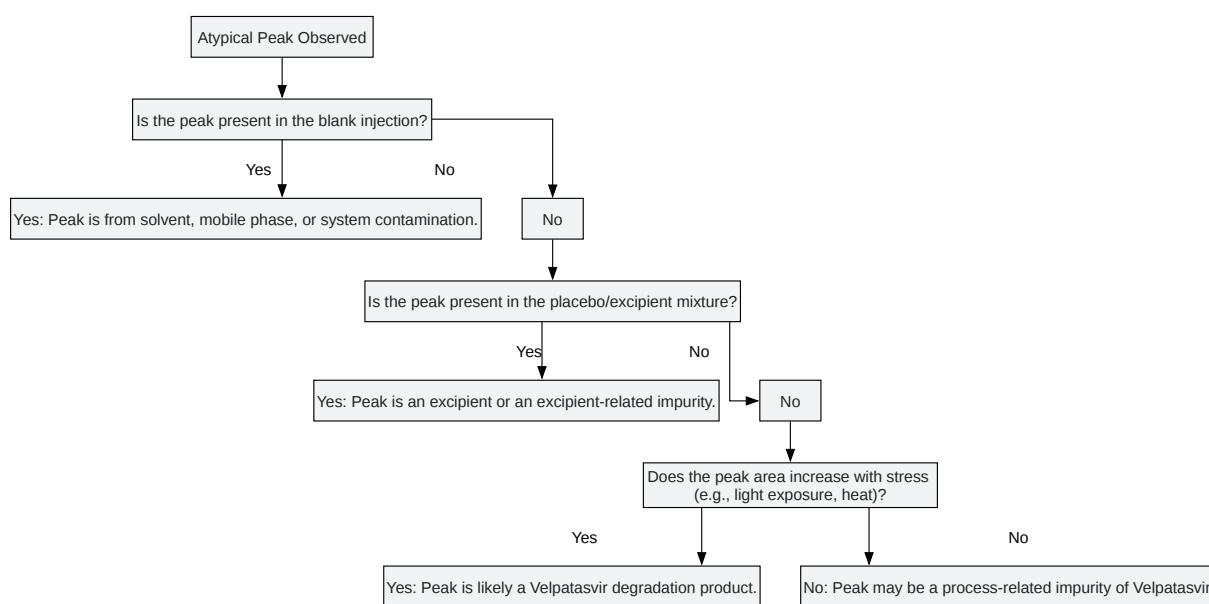 Atypical Peak Observed
Is the peak present in the blank injection?
Yes
No
Yes: Peak is from solvent, mobile phase, or system contamination.
No
Is the peak present in the placebo/excipient mixture?
Yes
No
Yes: Peak is an excipient or an excipient-related impurity.
No
Does the peak area increase with stress
(e.g., light exposure, heat)?
Yes
No
Yes: Peak is likely a Velpatasvir degradation product.
No: Peak may be a process-related impurity of Velpatasvir